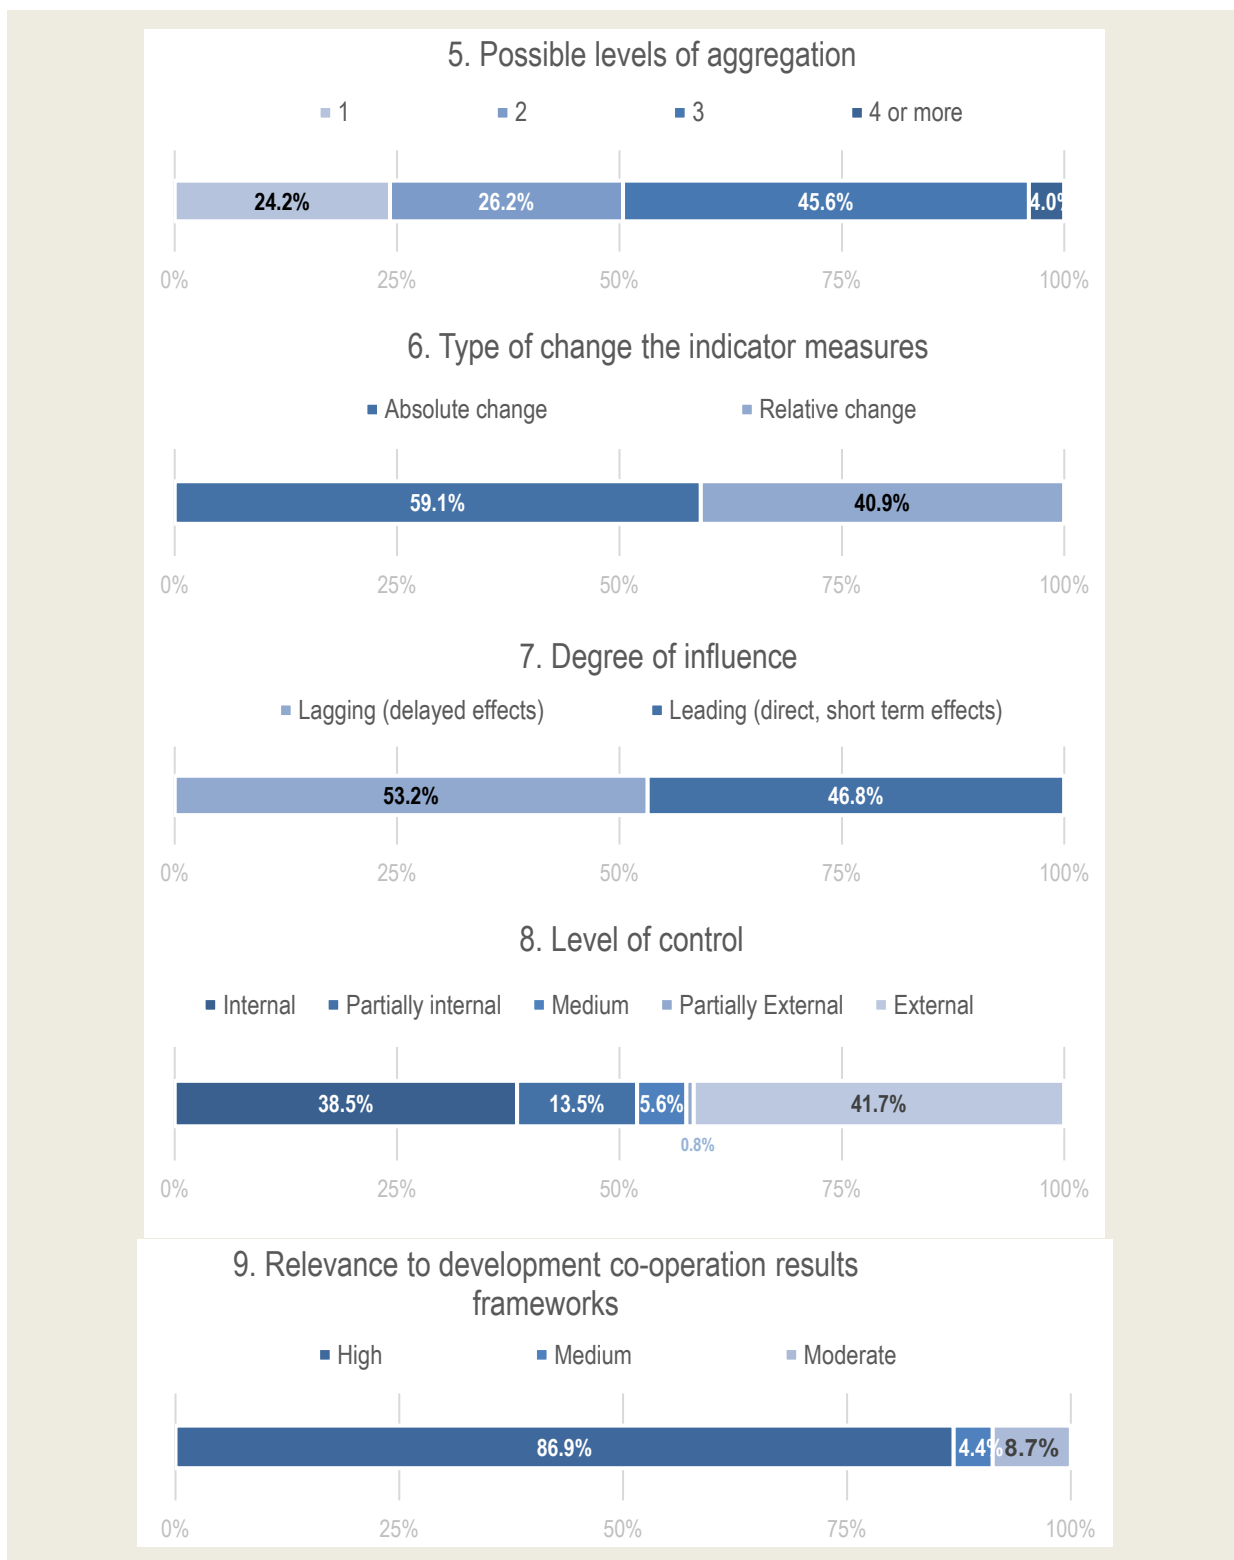 5. Possible levels of aggregation
1 2 3 4 or more
24.2% 26.2% 45.6% 4.0%
0% 25% 50% 75% 100%
6. Type of change the indicator measures
Absolute change Relative change
59.1% 40.9%
0% 25% 50% 75% 100%
7. Degree of influence
Lagging (delayed effects) Leading (direct, short term effects)
53.2% 46.8%
0% 25% 50% 75% 100%
8. Level of control
Internal Partially internal Medium Partially External External
38.5% 13.5% 5.6% 41.7%
0.8%
0% 25% 50% 75% 100%
9. Relevance to development co-operation results
frameworks
High Medium Moderate
86.9% 4.4% 8.7%
0% 25% 50% 75% 100%